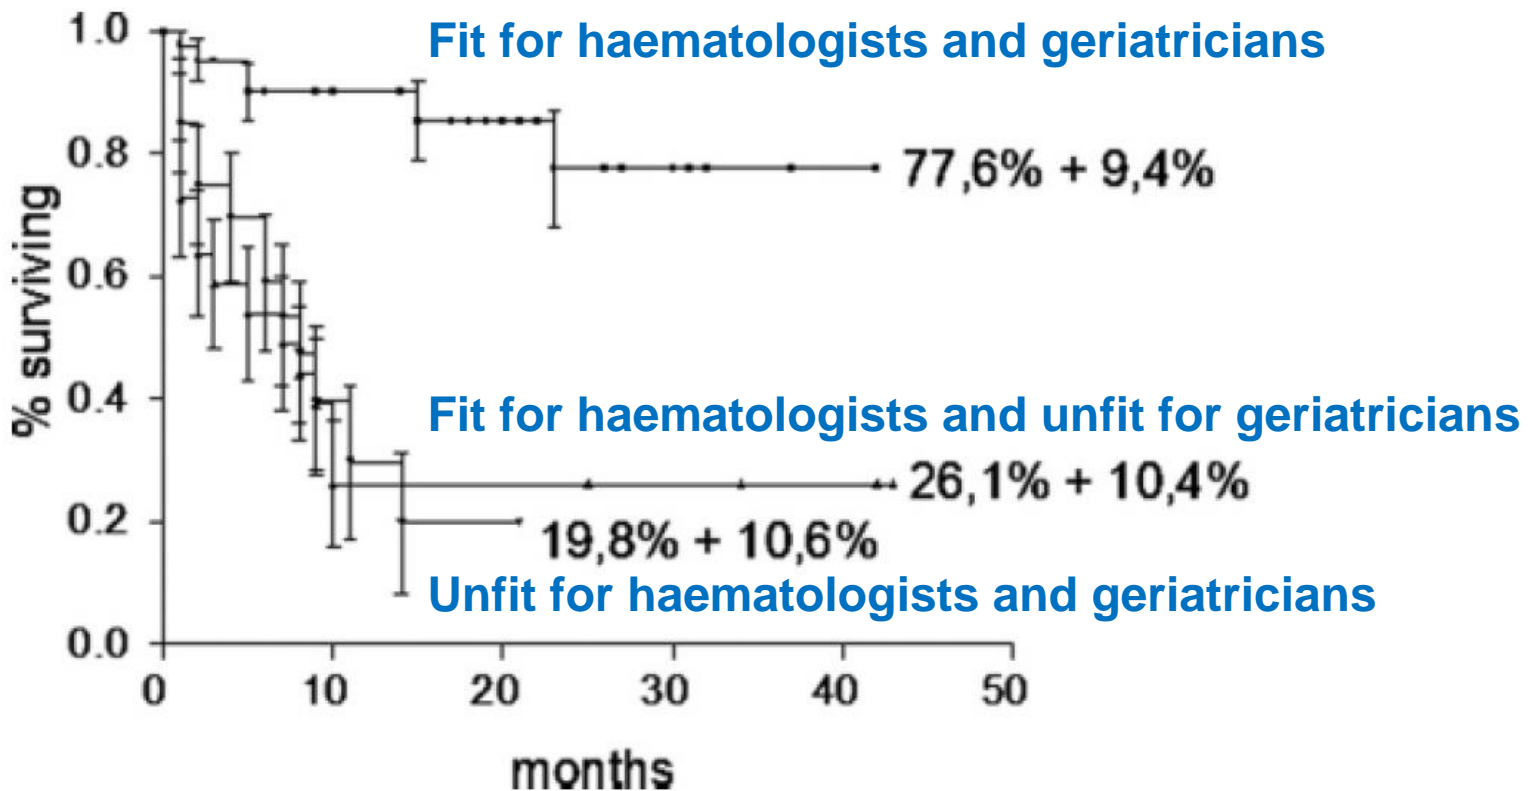 1.0
Fit for haematologists and geriatricians
0.8
77,6% + 9,4%
% surviving
0.6
0.4
Fit for haematologists and unfit for geriatricians
26,1% + 10,4%
0.2
19,8% + 10,6%
Unfit for haematologists and geriatricians
0.0
0 10 20 30 40 50
months